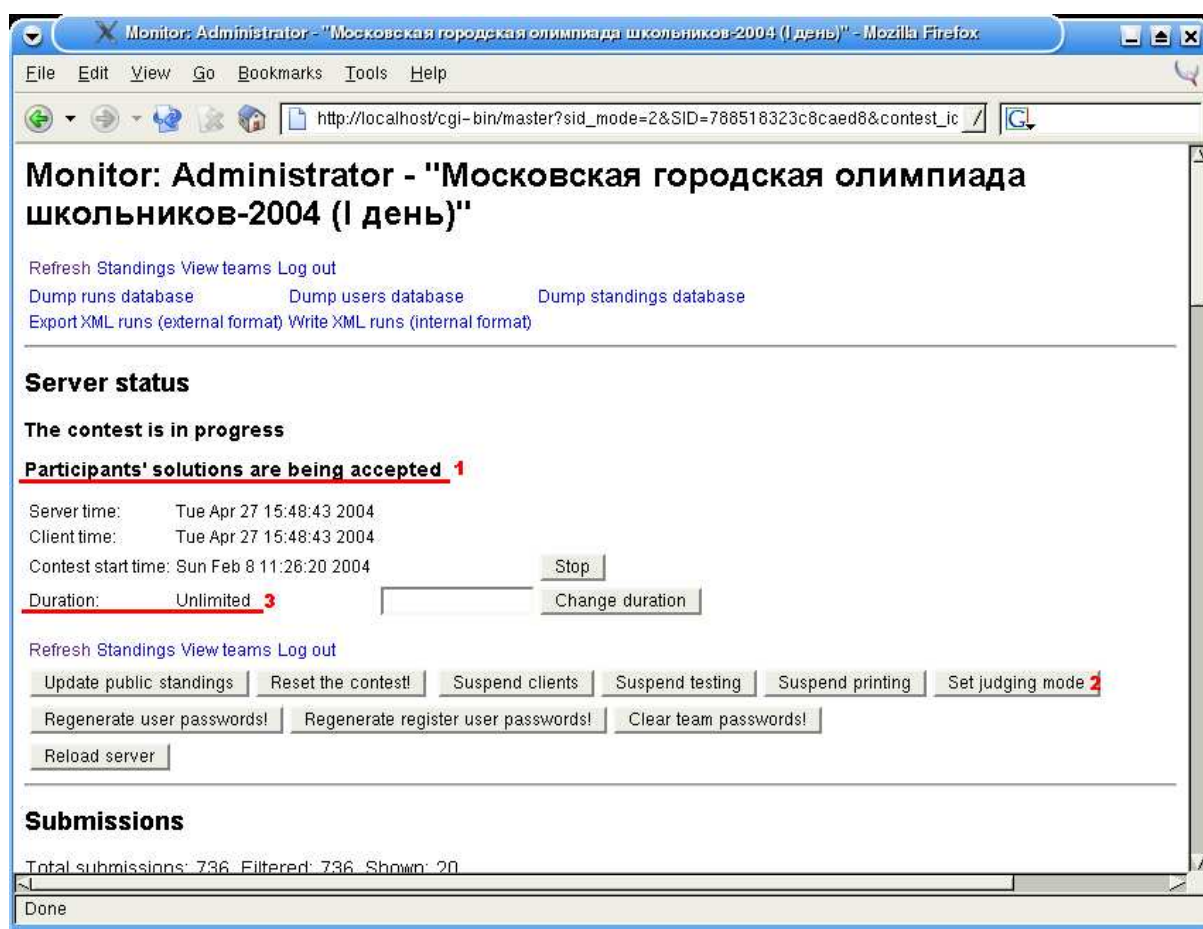 Monitor: Administrator - "Московская городская олимпиада школьников-2004 (I день)" - Mozilla Firefox
File Edit View Go Bookmarks Tools Help
http://localhost/cgi-bin/master?sid_mode=2&SID=788518323c8caed8&contest_ic G
Monitor: Administrator - "Московская городская олимпиада
школьников-2004 (I день)"
Refresh Standings View teams Log out
Dump runs database Dump users database Dump standings database
Export XML runs (external format) Write XML runs (internal format)
Server status
The contest is in progress
Participants' solutions are being accepted 1
Server time: Tue Apr 27 15:48:43 2004
Client time: Tue Apr 27 15:48:43 2004
Contest start time: Sun Feb 8 11:26:20 2004 Stop
Duration: Unlimited 3 Change duration
Refresh Standings View teams Log out
Update public standings Reset the contest! Suspend clients Suspend testing Suspend printing Set judging mode 2
Regenerate user passwords! Regenerate register user passwords! Clear team passwords!
Reload server
Submissions
Total submissions: 736 Filtered: 736 Shown: 20
Done